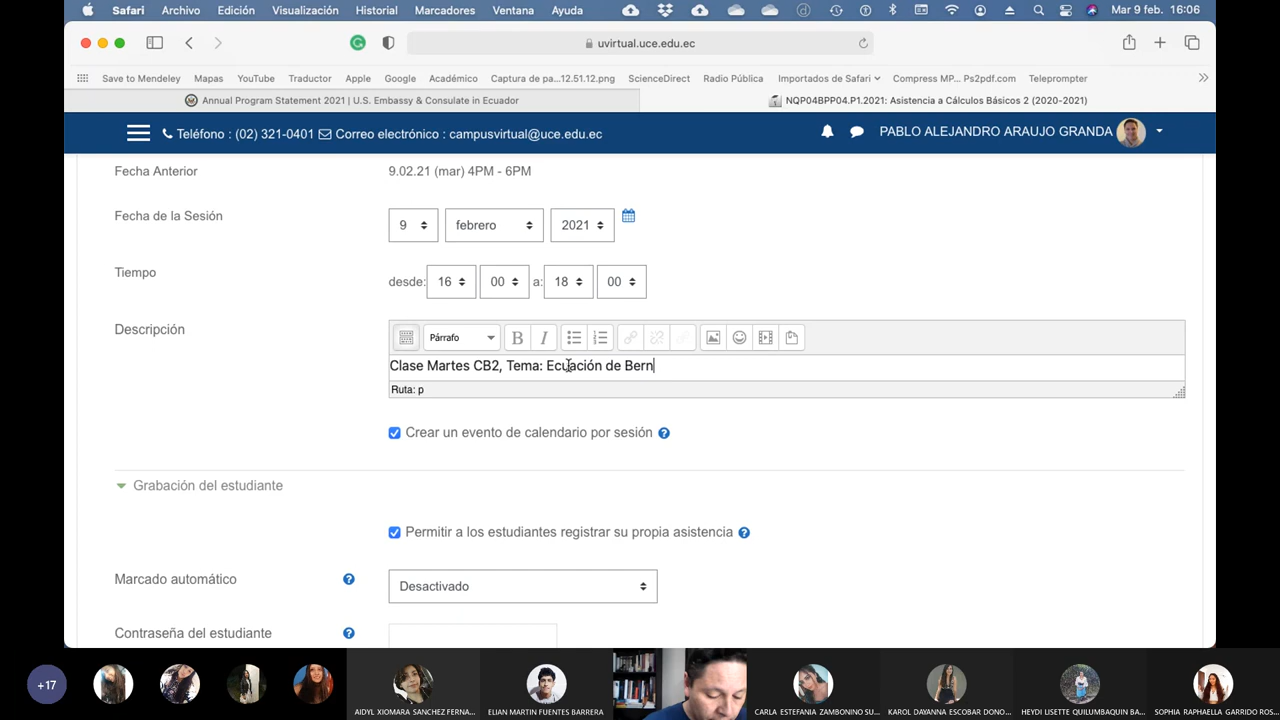 Safari Archivo Edición Visualización Historial Marcadores Ventana Ayuda Mar 9 feb. 16:06
uvirtual.uce.edu.ec
Save to Mendeley Mapas YouTube Traductor Apple Google Académico Captura de pa...12.51.12.png ScienceDirect Radio Pública Importados de Safari Compress MP... Ps2pdf.com Teleprompter
Annual Program Statement 2021 | U.S. Embassy & Consulate in Ecuador NQP04BPP04.P1.2021: Asistencia a Cálculos Básicos 2 (2020-2021)
Teléfono : (02) 321-0401 Correo electrónico : campusvirtual@uce.edu.ec PABLO ALEJANDRO ARAUJO GRANDA
Fecha Anterior 9.02.21 (mar) 4PM - 6PM
Fecha de la Sesión 9 febrero 2021
Tiempo desde: 16 00 a: 18 00
Descripción Párrafo B I
Clase Martes CB2, Tema: Ecuación de Bern
Ruta: p
Crear un evento de calendario por sesión ?
Grabación del estudiante
Permitir a los estudiantes registrar su propia asistencia ?
Marcado automático ? Desactivado
Contraseña del estudiante ?
+17 AIDYL XIOMARA SANCHEZ FERNA... ELIAN MARTIN FUENTES BARRERA CARLA ESTEFANIA ZAMBONINO SU... KAROL DAYANNA ESCOBAR DONO... HEYDI LISETTE QUILUMBAQUIN BA... SOPHIA RAPHAELLA GARRIDO ROS...